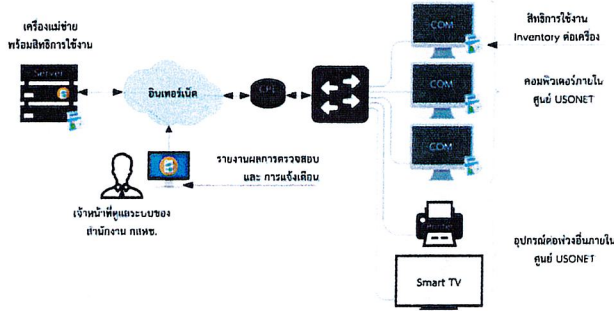 เครื่องแม่ข่าย
พร้อมสิทธิการใช้งาน
Server
อินเทอร์เน็ต
CPE
COM
COM
COM
สิทธิการใช้งาน
Inventory ต่อเครื่อง
คอมพิวเตอร์ภายใน
ศูนย์ USONET
รายงานผลการตรวจสอบ
และ การแจ้งเตือน
เจ้าหน้าที่ดูแลระบบของ
สำนักงาน กสทช.
Printer
อุปกรณ์ต่อพ่วงอื่นภายใน
ศูนย์ USONET
Smart TV